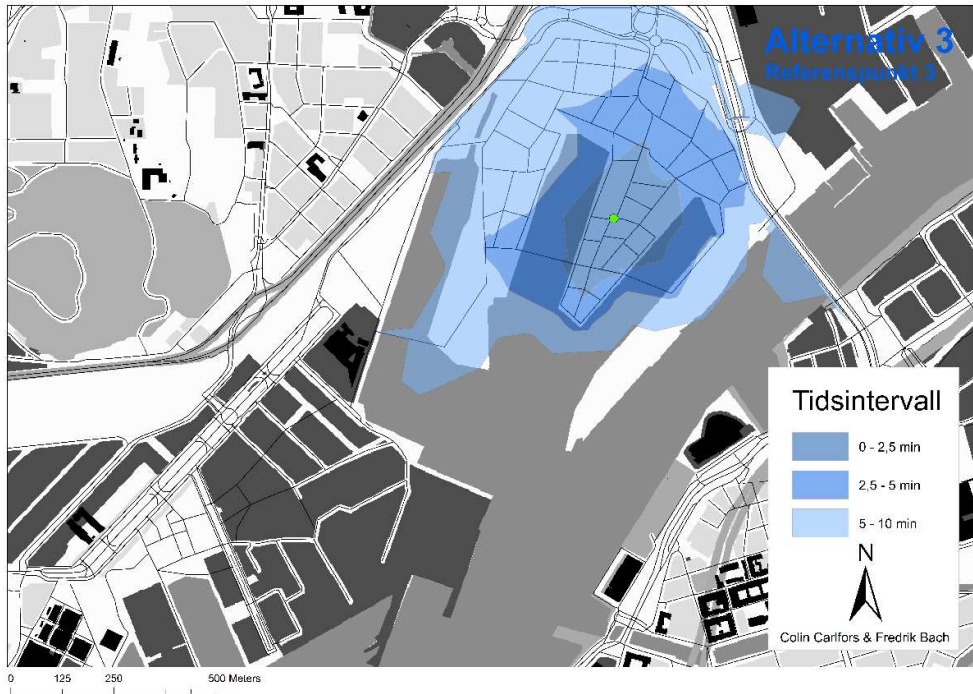 Alternativ 3
Referenspunkt 3
Tidsintervall
0 - 2,5 min
2,5 - 5 min
5 - 10 min
N
Colin Carlfors & Fredrik Bach
0 125 250 500 Meters